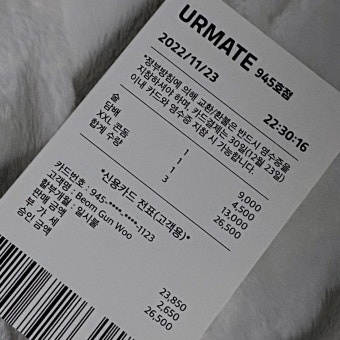 URMATE 945호점
2022/11/23 22:30:16
*정부방침에 의해 교환/환불은 반드시 영수증을
지참하셔야 하며, 카드결제는 30일(12월 23일)
이내 카드와 영수증 지참 시 가능합니다.
술 1 9,000
담배 1 4,500
XXL 콘돔 1 13,000
합계 수량 3 26,500
*신용카드 전표(고객용)*
카드번호 : 945-****-****-1123
고객명 : Beom Gun Woo
할부개월 : 일시불
판매 금액 23,850
부 가 세 2,650
승인 금액 26,500
URMATE